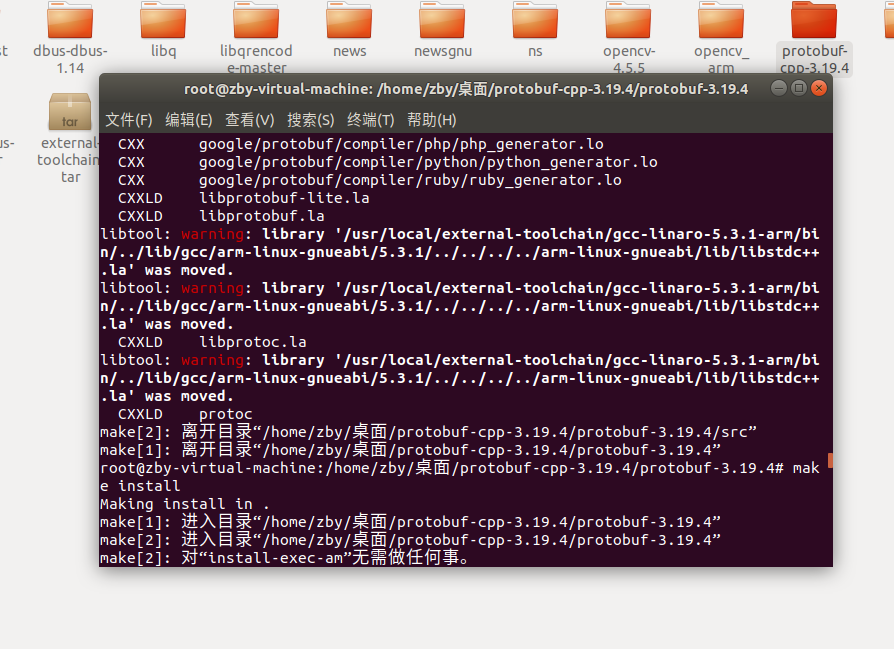 st
dbus-dbus-
1.14
libq
libqrencod
e-master
news
newsgnu
ns
opencv-
4.5.5
opencv_
arm
protobuf-
cpp-3.19.4
us-
r
tar
external-
toolchain
tar
root@zby-virtual-machine: /home/zby/桌面/protobuf-cpp-3.19.4/protobuf-3.19.4
文件(F) 编辑(E) 查看(V) 搜索(S) 终端(T) 帮助(H)
CXX google/protobuf/compiler/php/php_generator.lo
CXX google/protobuf/compiler/python/python_generator.lo
CXX google/protobuf/compiler/ruby/ruby_generator.lo
CXXLD libprotobuf-lite.la
CXXLD libprotobuf.la
libtool: warning: library '/usr/local/external-toolchain/gcc-linaro-5.3.1-arm/bi
n/../lib/gcc/arm-linux-gnueabi/5.3.1/../../../../arm-linux-gnueabi/lib/libstdc++
.la' was moved.
libtool: warning: library '/usr/local/external-toolchain/gcc-linaro-5.3.1-arm/bi
n/../lib/gcc/arm-linux-gnueabi/5.3.1/../../../../arm-linux-gnueabi/lib/libstdc++
.la' was moved.
CXXLD libprotoc.la
libtool: warning: library '/usr/local/external-toolchain/gcc-linaro-5.3.1-arm/bi
n/../lib/gcc/arm-linux-gnueabi/5.3.1/../../../../arm-linux-gnueabi/lib/libstdc++
.la' was moved.
CXXLD protoc
make[2]: 离开目录“/home/zby/桌面/protobuf-cpp-3.19.4/protobuf-3.19.4/src”
make[1]: 离开目录“/home/zby/桌面/protobuf-cpp-3.19.4/protobuf-3.19.4”
root@zby-virtual-machine:/home/zby/桌面/protobuf-cpp-3.19.4/protobuf-3.19.4# mak
e install
Making install in .
make[1]: 进入目录“/home/zby/桌面/protobuf-cpp-3.19.4/protobuf-3.19.4”
make[2]: 进入目录“/home/zby/桌面/protobuf-cpp-3.19.4/protobuf-3.19.4”
make[2]: 对“install-exec-am”无需做任何事。